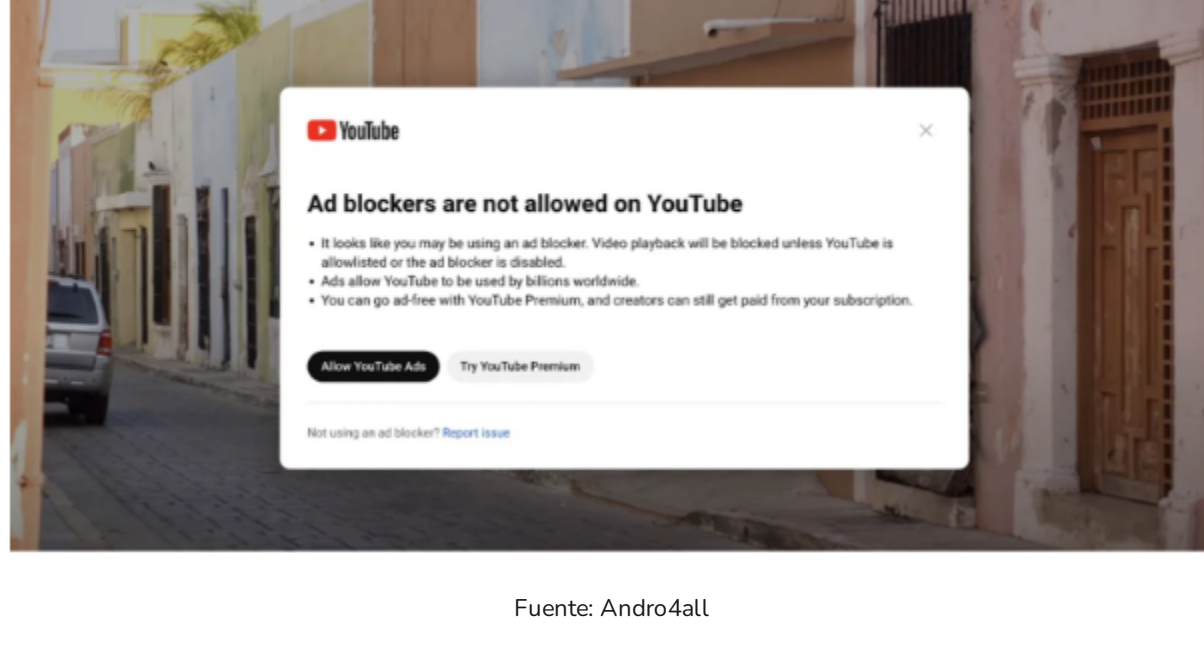 YouTube
Ad blockers are not allowed on YouTube
• It looks like you may be using an ad blocker. Video playback will be blocked unless YouTube is
allowlisted or the ad blocker is disabled.
• Ads allow YouTube to be used by billions worldwide.
• You can go ad-free with YouTube Premium, and creators can still get paid from your subscription.
Allow YouTube Ads Try YouTube Premium
Not using an ad blocker? Report issue
Fuente: Andro4all